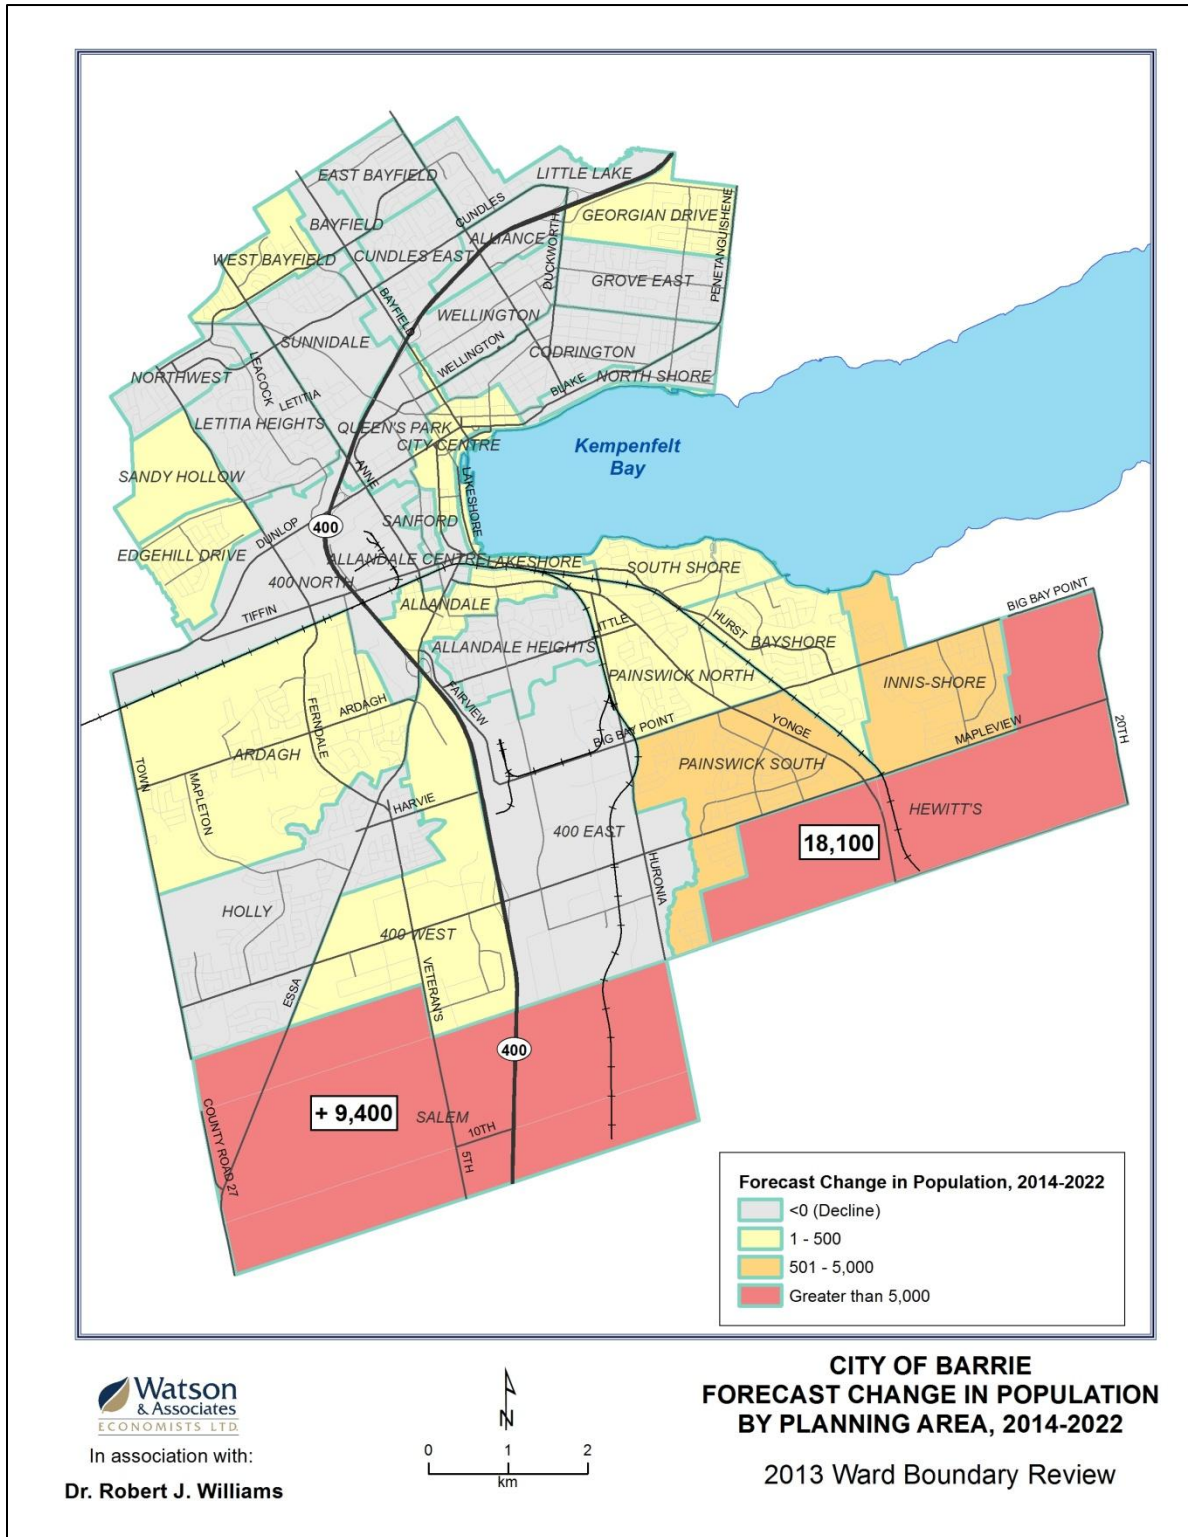 EAST BAYFIELD
LITTLE LAKE
CUNDLES
BAYFIELD
GEORGIAN DRIVE
PENETANGUISHENE
ALLIANCE
DUCKWORTH
WEST BAYFIELD
CUNDLES EAST
GROVE EAST
BAYFIELD
WELLINGTON
SUNNIDALE
WELLINGTON
CODRINGTON
NORTHWEST
LEACOCK
LETITIA
BLAKE
NORTH SHORE
LETITIA HEIGHTS
QUEEN'S PARK
CITY CENTRE
Kempenfelt
Bay
SANDY HOLLOW
ANNE
LAKESHORE
DUNLOP
400
SANFORD
EDGEHILL DRIVE
ALLANDALE CENTRE
LAKESHORE
SOUTH SHORE
400 NORTH
TIFFIN
ALLANDALE
BIG BAY POINT
LITTLE
HURST
BAYSHORE
ALLANDALE HEIGHTS
PAINSWICK NORTH
INNIS-SHORE
FAIRVIEW
ARDAGH
FERNDALE
BIG BAY POINT
YONGE
MAPLEVIEW
20TH
ARDAGH
TOWN
MAPLETON
PAINSWICK SOUTH
HARVIE
HEWITT'S
400 EAST
18,100
HURONIA
HOLLY
400 WEST
ESSA
VETERAN'S
400
+ 9,400
SALEM
COUNTY ROAD 27
10TH
5TH
Forecast Change in Population, 2014-2022
<0 (Decline)
1 - 500
501 - 5,000
Greater than 5,000
Watson
& Associates
ECONOMISTS LTD.
In association with:
Dr. Robert J. Williams
N
0 1 2
km
CITY OF BARRIE
FORECAST CHANGE IN POPULATION
BY PLANNING AREA, 2014-2022
2013 Ward Boundary Review